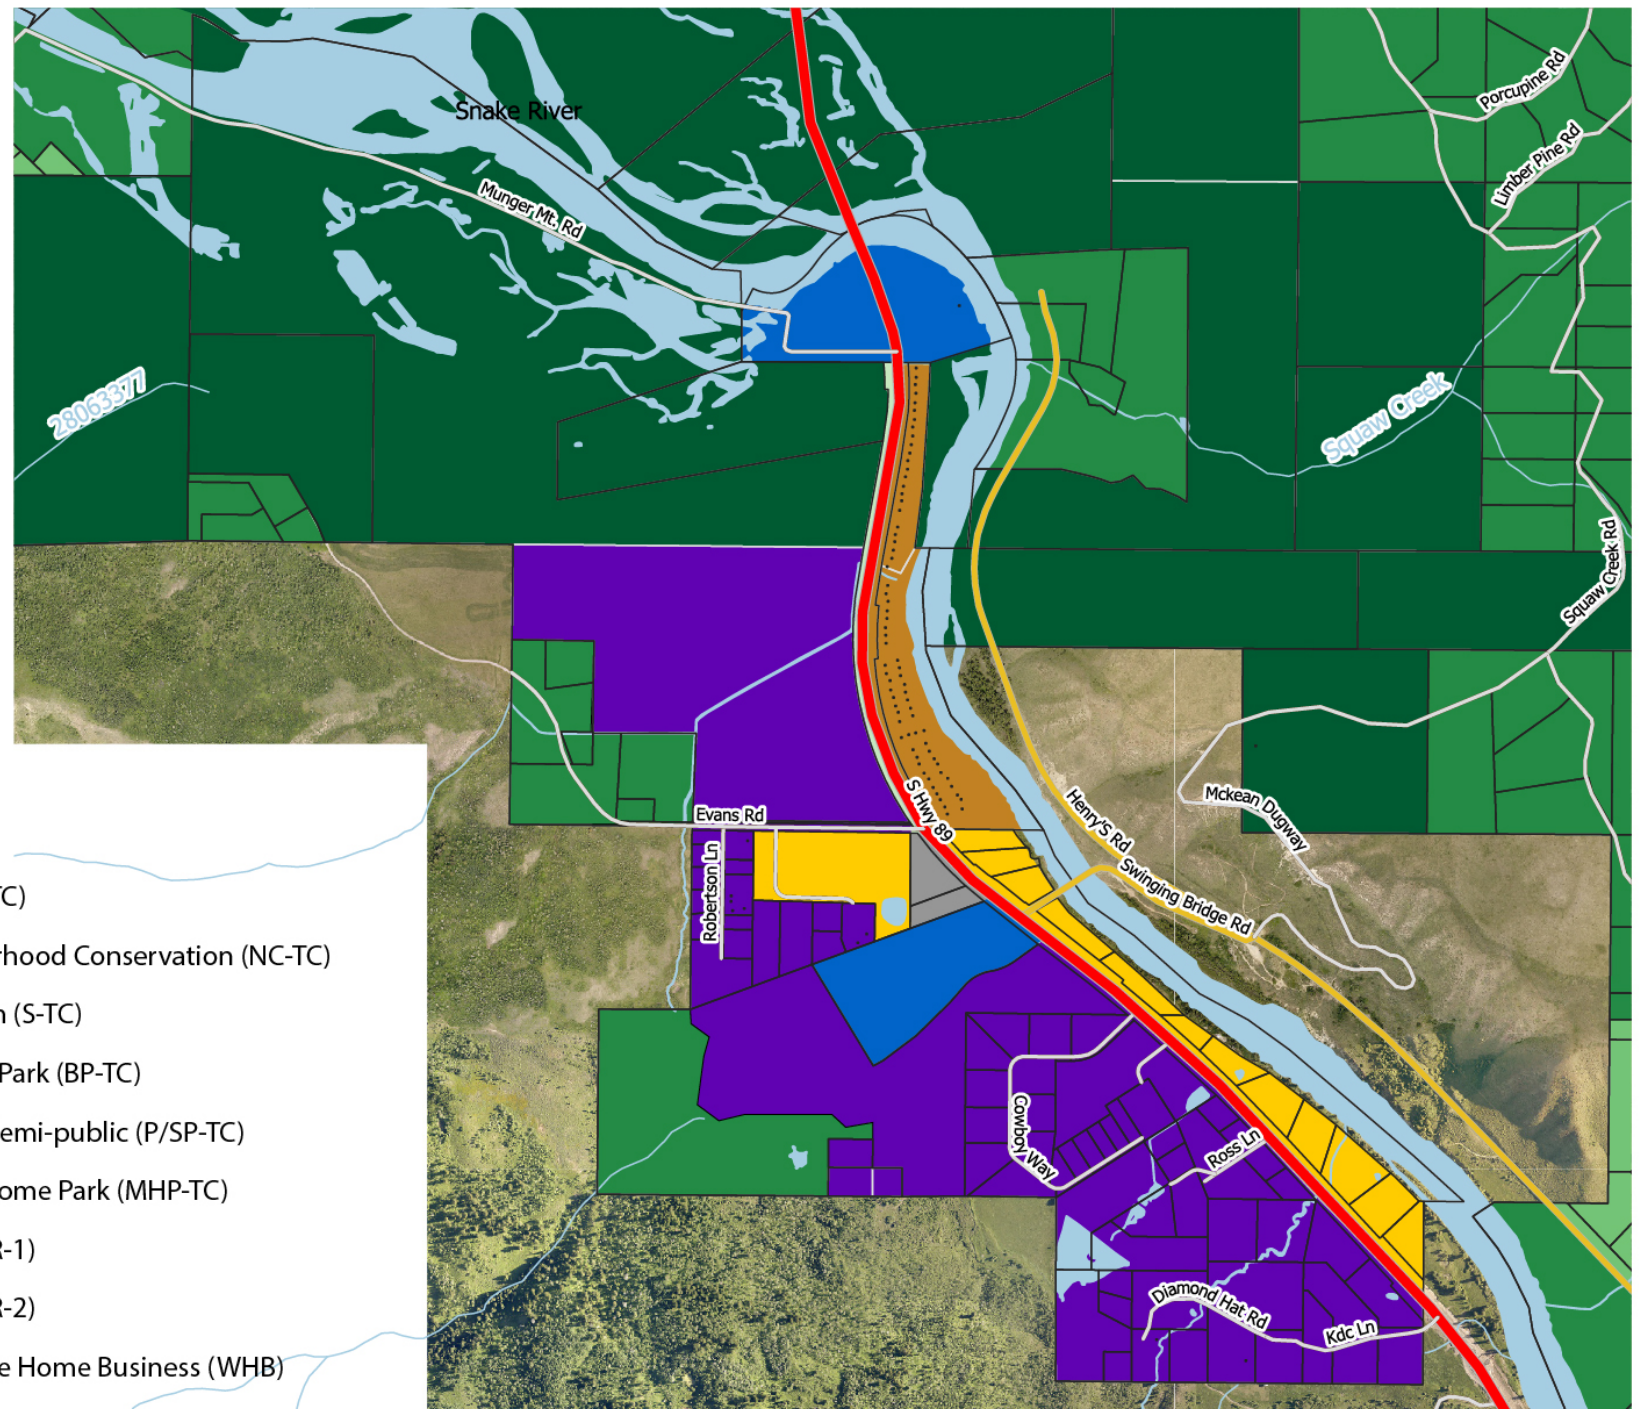 Porcupine Rd
Snake River
Limber Pine Rd
Munger Mt. Rd
28063377
Squaw Creek
Squaw Creek Rd
S Hwy 89
Mckean Dugway
Henry'S Rd
Evans Rd
Swinging Bridge Rd
Robertson Ln
TC)
rhood Conservation (NC-TC)
n (S-TC)
Park (BP-TC)
emi-public (P/SP-TC)
ome Park (MHP-TC)
R-1)
R-2)
e Home Business (WHB)
Cowboy Way
Ross Ln
Diamond Hat Rd
Kdc Ln